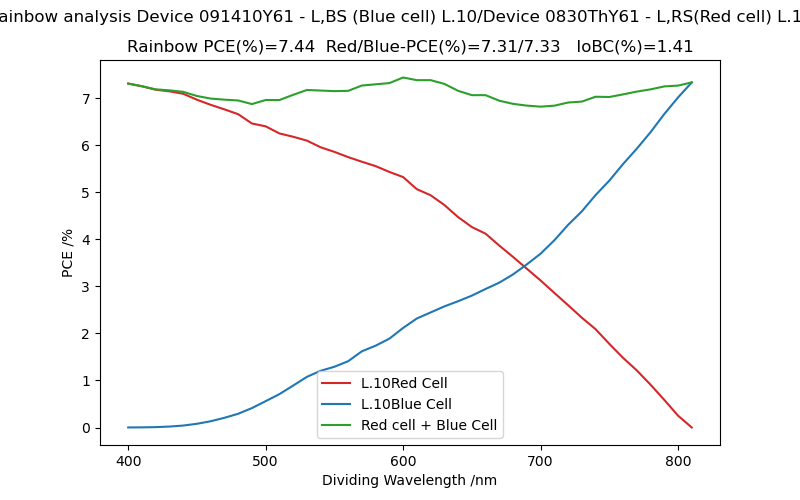 ainbow analysis Device 091410Y61 - L,BS (Blue cell) L.10/Device 0830ThY61 - L,RS(Red cell) L.1
Rainbow PCE(%)=7.44 Red/Blue-PCE(%)=7.31/7.33 IoBC(%)=1.41
7
6
5
4
3
2
1
0
PCE /%
L.10Red Cell
L.10Blue Cell
Red cell + Blue Cell
400 500 600 700 800
Dividing Wavelength /nm